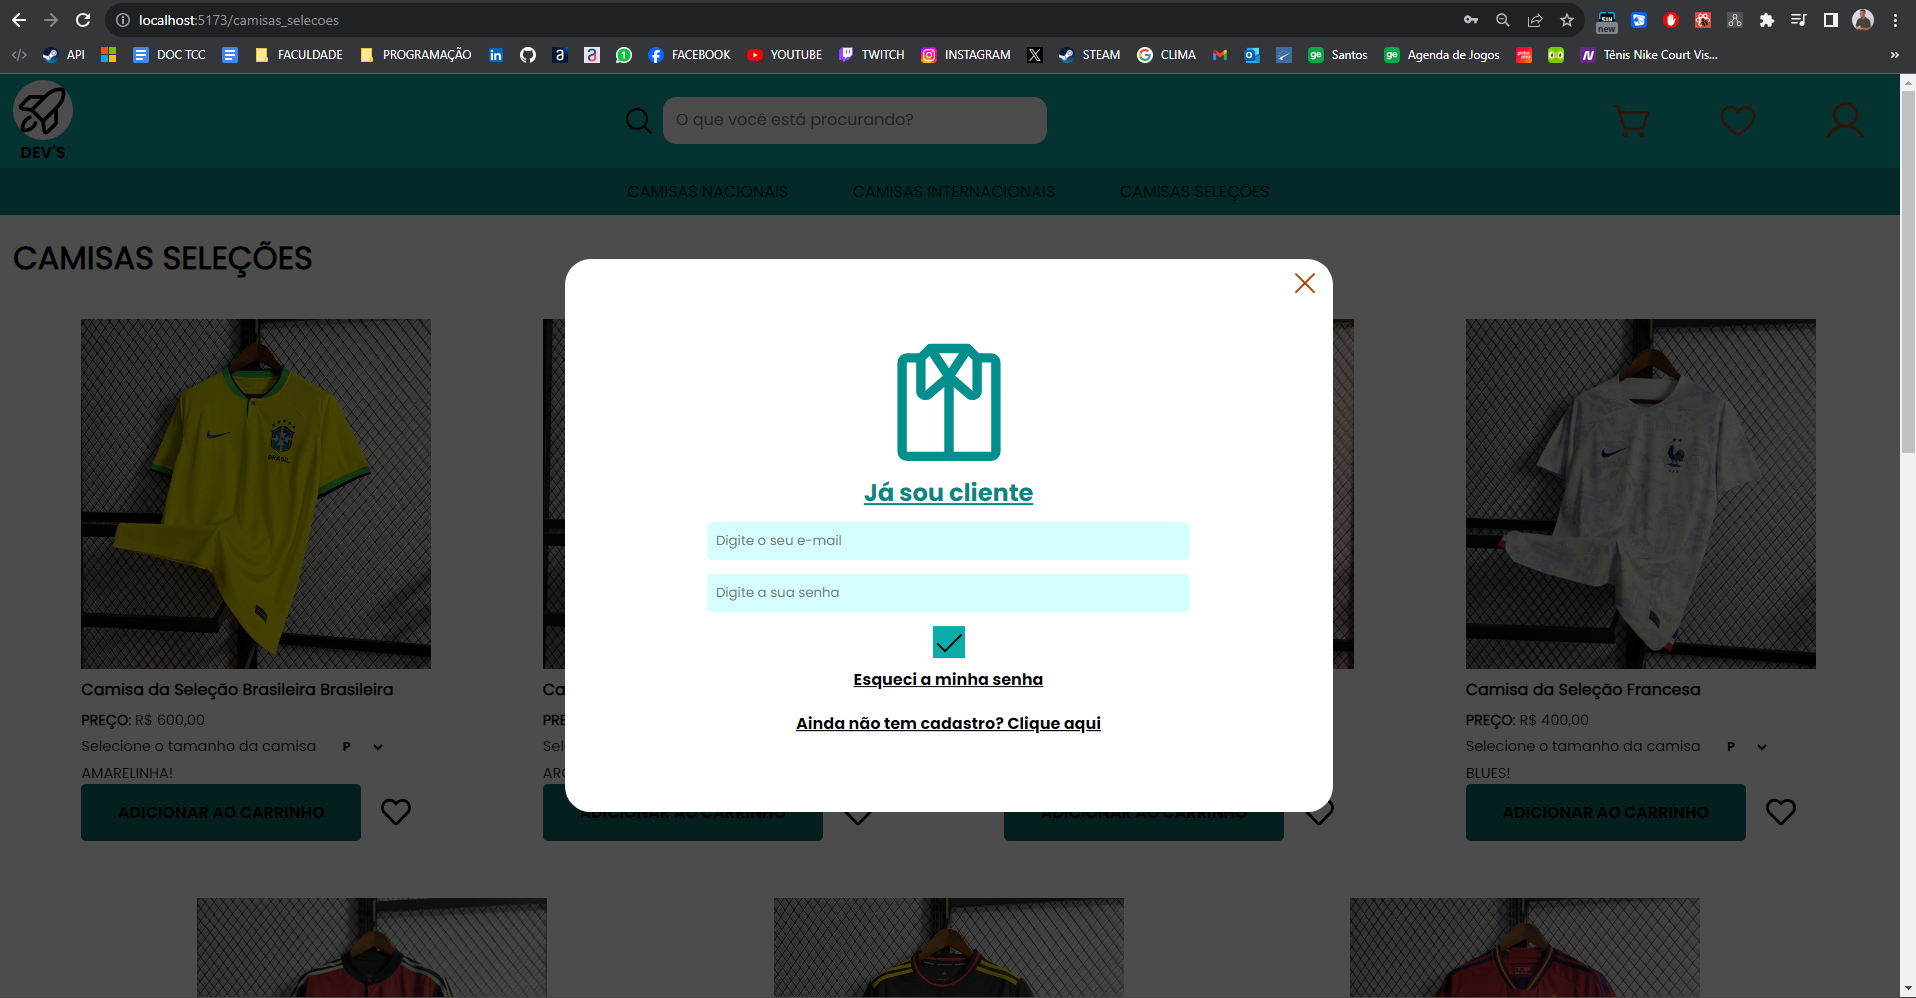 localhost:5173/camisas_selecoes
new
API
DOC TCC
FACULDADE
PROGRAMAÇÃO
FACEBOOK
YOUTUBE
TWITCH
INSTAGRAM
STEAM
CLIMA
Santos
Agenda de Jogos
Tênis Nike Court Vis...
DEV'S
O que você está procurando?
CAMISAS NACIONAIS
CAMISAS INTERNACIONAIS
CAMISAS SELEÇÕES
CAMISAS SELEÇÕES
Já sou cliente
Digite o seu e-mail
Digite a sua senha
Esqueci a minha senha
Ainda não tem cadastro? Clique aqui
BRASIL
Camisa da Seleção Brasileira Brasileira
PREÇO: R$ 600,00
Selecione o tamanho da camisa P
AMARELINHA!
ADICIONAR AO CARRINHO
ADICIONAR AO CARRINHO
ADICIONAR AO CARRINHO
Camisa da Seleção Francesa
PREÇO: R$ 400,00
Selecione o tamanho da camisa P
BLUES!
ADICIONAR AO CARRINHO